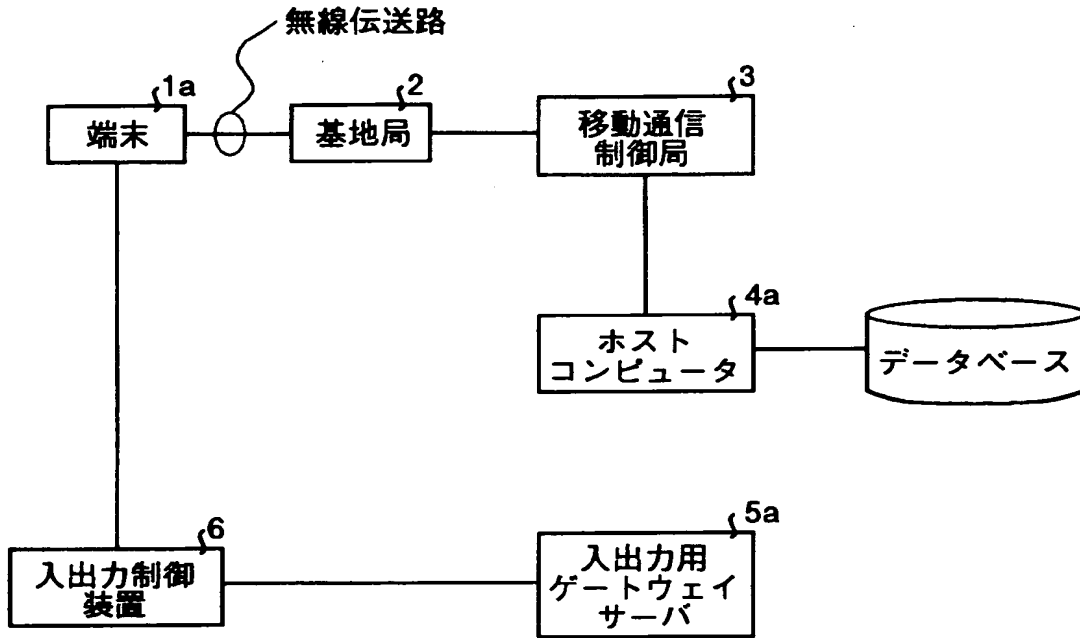 無線伝送路
1a
端末
2
基地局
3
移動通信
制御局
4a
ホスト
コンピュータ
データベース
6
入出力制御
装置
5a
入出力用
ゲートウェイ
サーバ